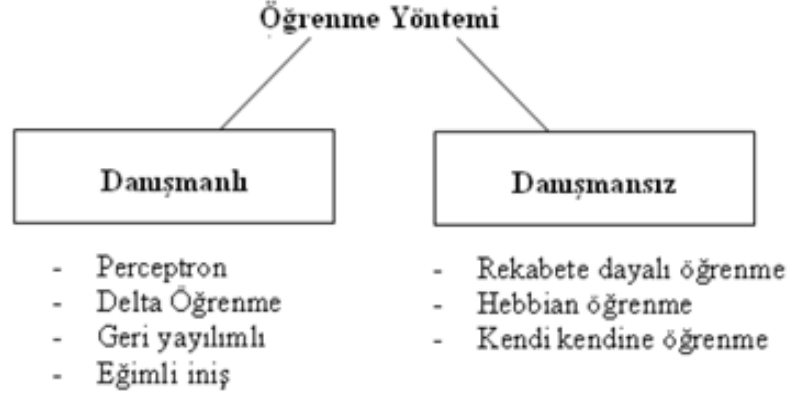 Öğrenme Yöntemi
Danışmanlı
Danışmansız
- Perceptron
- Delta Öğrenme
- Geri yayılımlı
- Eğimli iniş
- Rekabete dayalı öğrenme
- Hebbian öğrenme
- Kendi kendine öğrenme